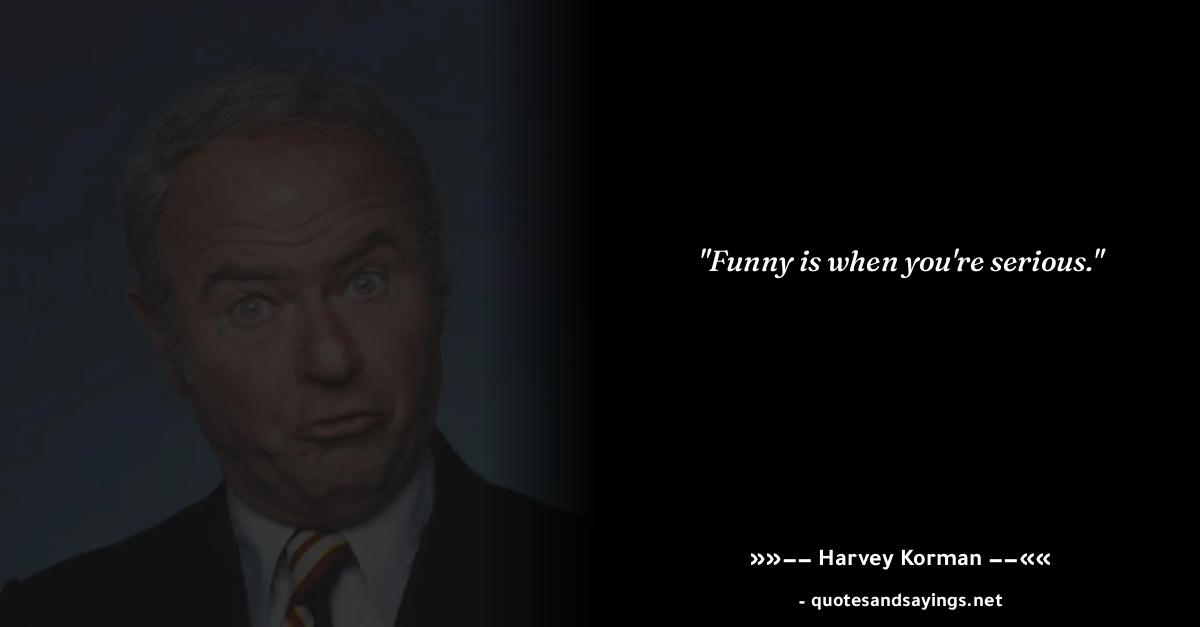 "Funny is when you're serious."
»»–– Harvey Korman ––««
- quotesandsayings.net